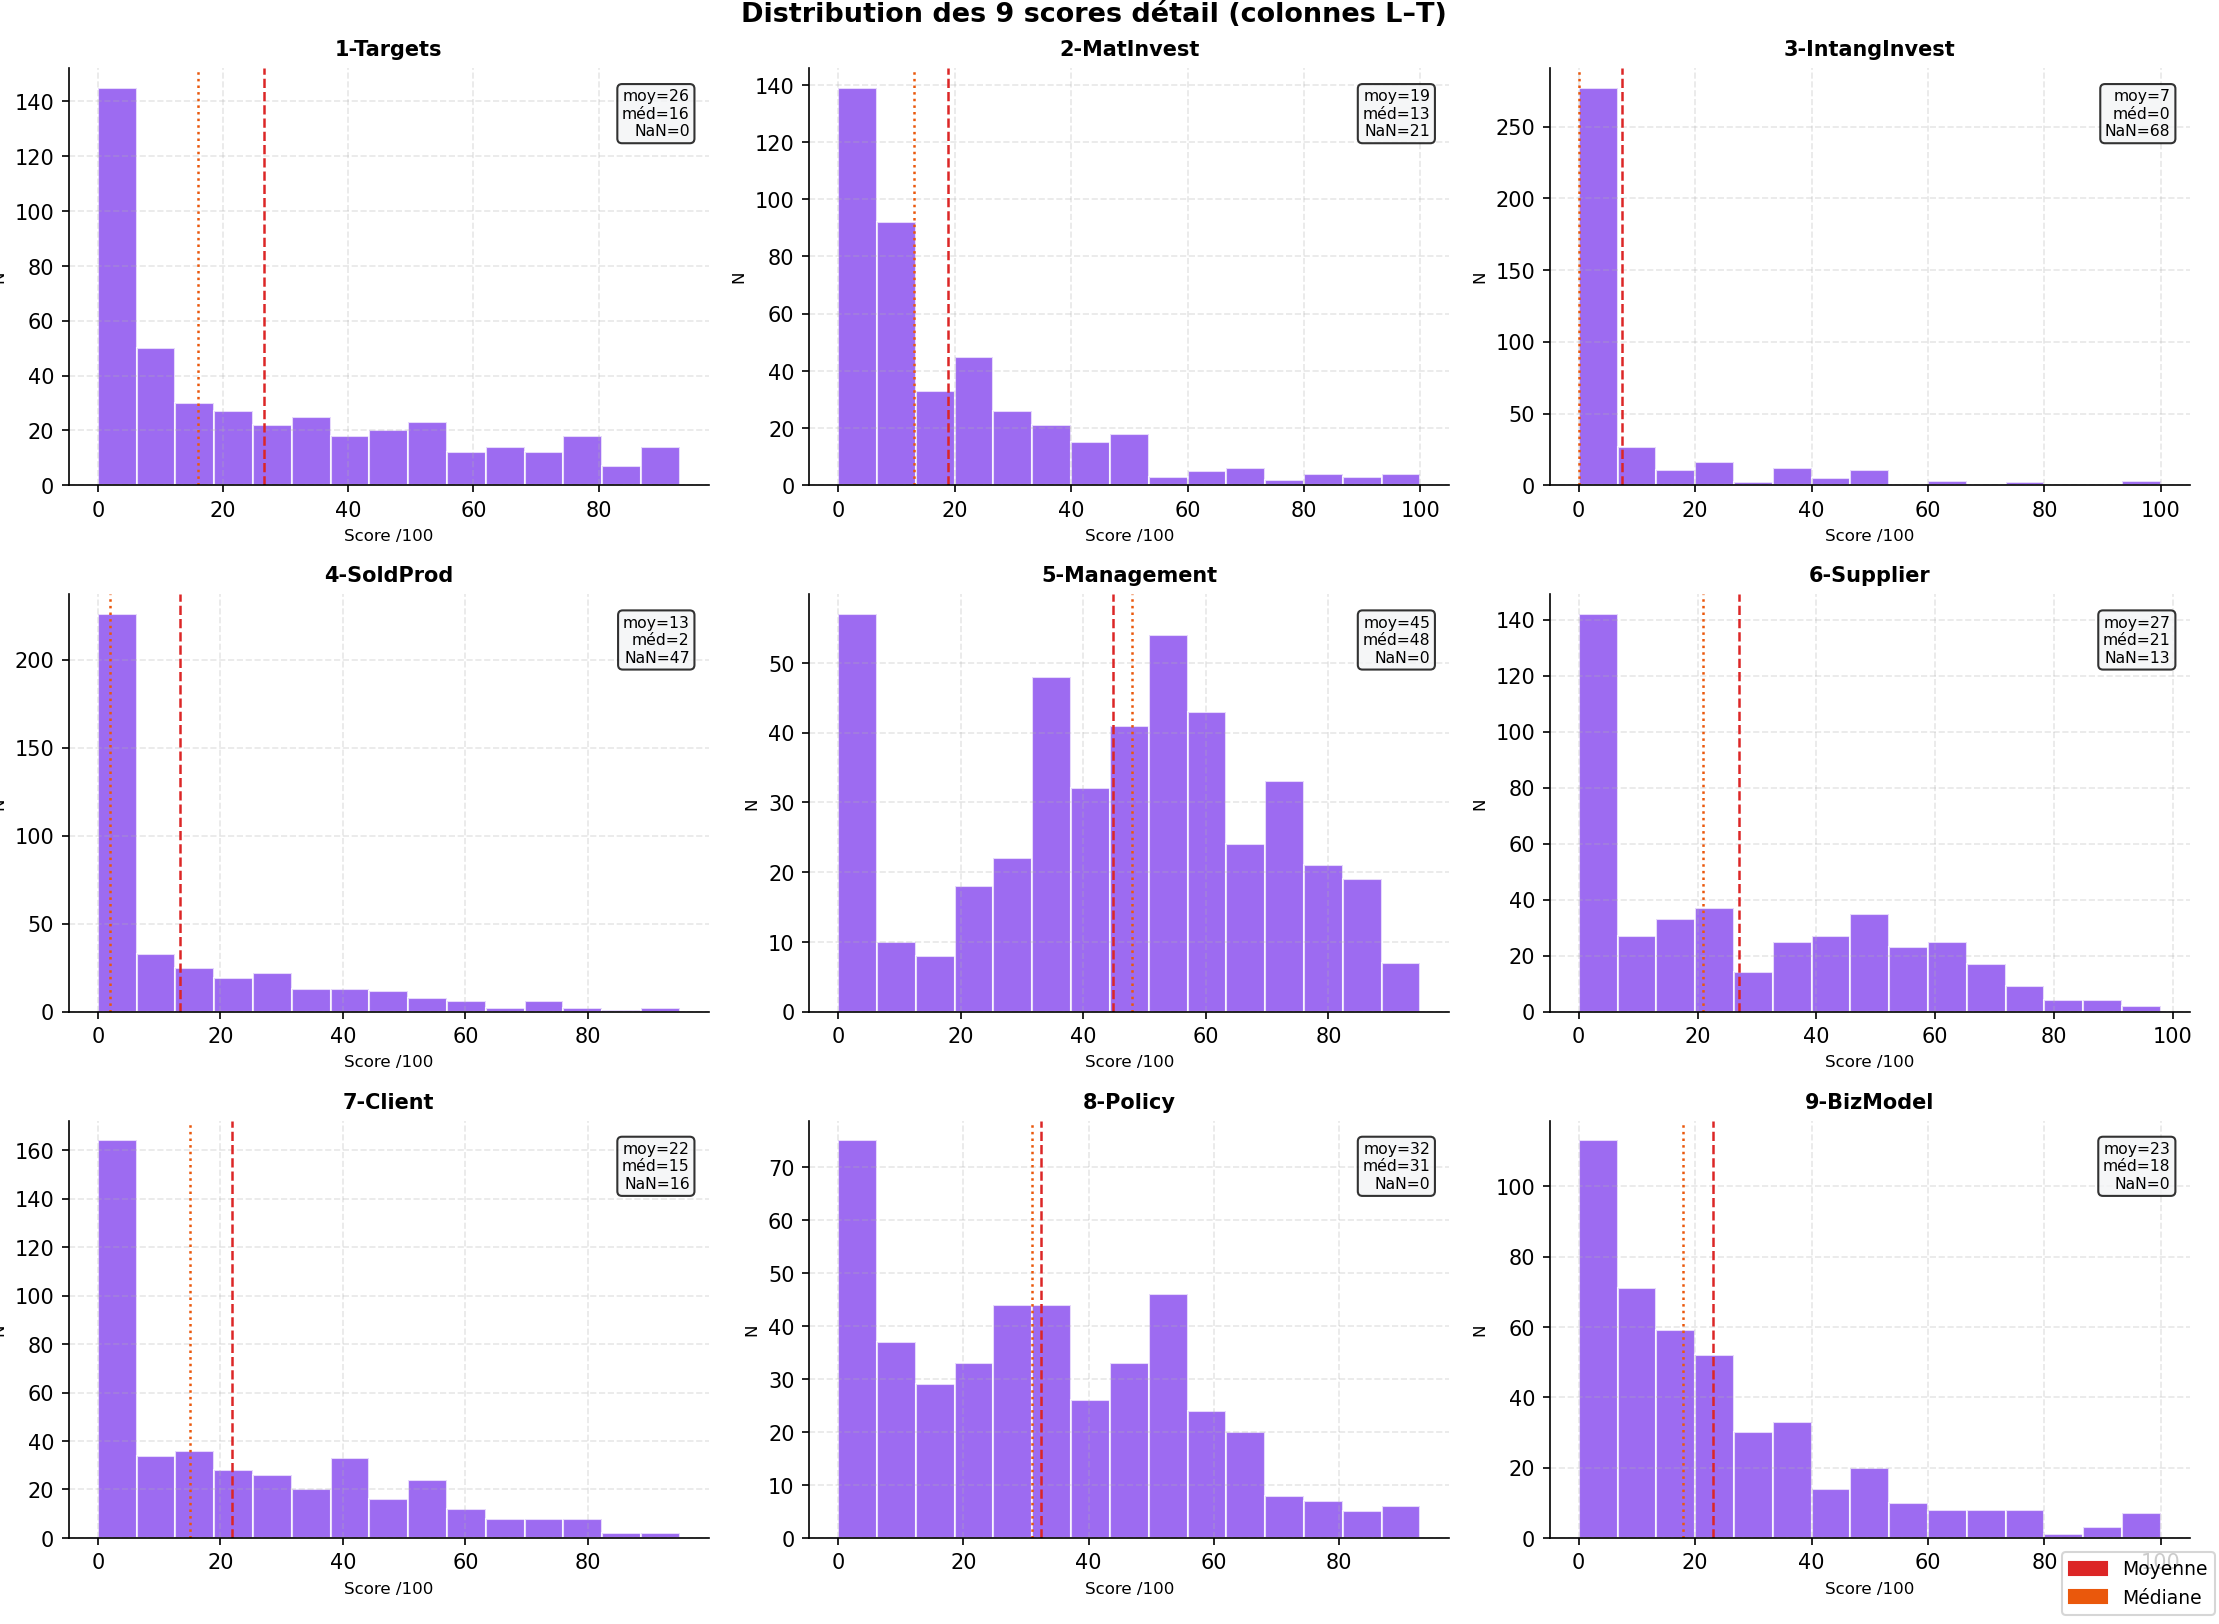 Distribution des 9 scores détail (colonnes L–T)
1-Targets
moy=26
méd=16
NaN=0
140
120
100
80
60
40
20
0
N
0 20 40 60 80
Score /100
2-MatInvest
moy=19
méd=13
NaN=21
140
120
100
80
60
40
20
0
N
0 20 40 60 80 100
Score /100
3-IntangInvest
moy=7
méd=0
NaN=68
250
200
150
100
50
0
N
0 20 40 60 80 100
Score /100
4-SoldProd
moy=13
méd=2
NaN=47
200
150
100
50
0
N
0 20 40 60 80
Score /100
5-Management
moy=45
méd=48
NaN=0
50
40
30
20
10
0
N
0 20 40 60 80
Score /100
6-Supplier
moy=27
méd=21
NaN=13
140
120
100
80
60
40
20
0
N
0 20 40 60 80 100
Score /100
7-Client
moy=22
méd=15
NaN=16
160
140
120
100
80
60
40
20
0
N
0 20 40 60 80
Score /100
8-Policy
moy=32
méd=31
NaN=0
70
60
50
40
30
20
10
0
N
0 20 40 60 80
Score /100
9-BizModel
moy=23
méd=18
NaN=0
100
80
60
40
20
0
N
0 20 40 60 80 100
Score /100
Moyenne
Médiane